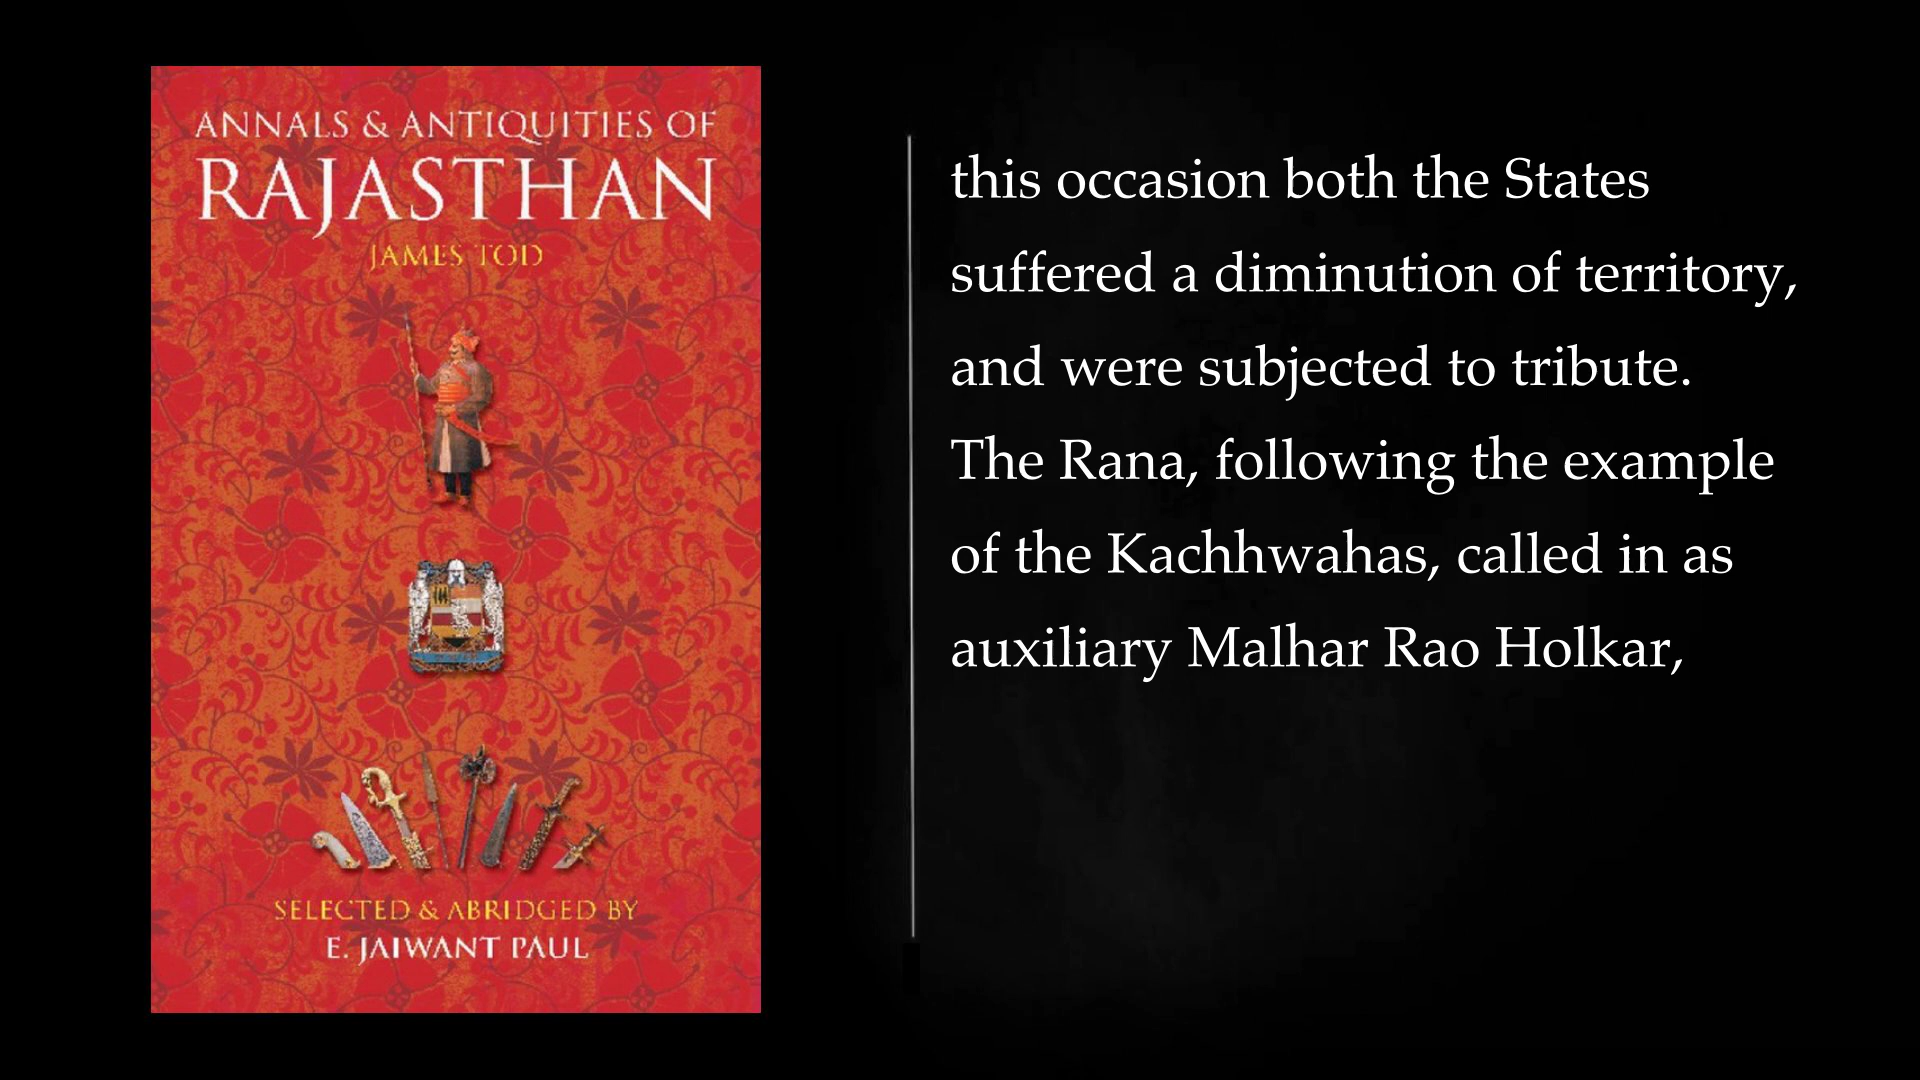 ANNALS & ANTIQUITIES OF
RAJASTHAN
JAMES TOD
SELECTED & ABRIDGED BY
E. JAIWANT PAUL
this occasion both the States
suffered a diminution of territory,
and were subjected to tribute.
The Rana, following the example
of the Kachhwahas, called in as
auxiliary Malhar Rao Holkar,